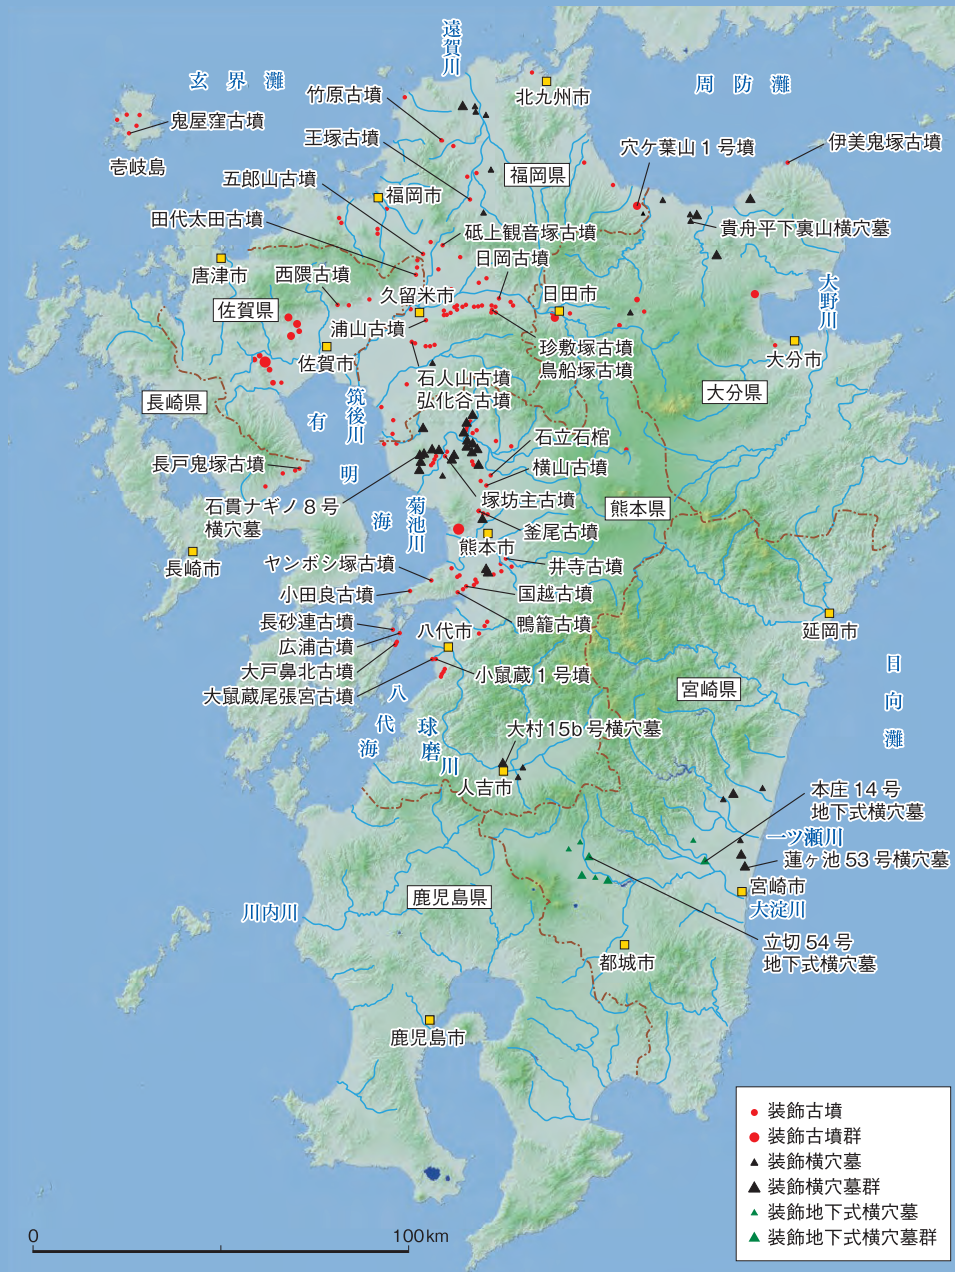 遠賀川
玄界灘
周防灘
北九州市
竹原古墳
鬼屋窪古墳
王塚古墳
穴ケ葉山1号墳
伊美鬼塚古墳
壱岐島
五郎山古墳
福岡県
福岡市
田代太田古墳
砥上観音塚古墳
貴舟平下裏山横穴墓
日岡古墳
唐津市
西隈古墳
久留米市
日田市
大野川
佐賀県
浦山古墳
佐賀市
珍敷塚古墳
鳥船塚古墳
大分市
石人山古墳
弘化谷古墳
大分県
長崎県
筑後川
有明海
石立石棺
長戸鬼塚古墳
横山古墳
石貫ナギノ8号
横穴墓
菊池川
塚坊主古墳
熊本県
釜尾古墳
熊本市
長崎市
ヤンボシ塚古墳
井寺古墳
小田良古墳
国越古墳
長砂連古墳
鴨籠古墳
八代市
延岡市
広浦古墳
大戸鼻北古墳
小鼠蔵1号墳
大鼠蔵尾張宮古墳
宮崎県
日向灘
八代海
球磨川
大村15b号横穴墓
人吉市
本庄14号
地下式横穴墓
一ツ瀬川
蓮ヶ池53号横穴墓
宮崎市
大淀川
鹿児島県
川内川
立切54号
地下式横穴墓
都城市
鹿児島市
装飾古墳
装飾古墳群
装飾横穴墓
装飾横穴墓群
装飾地下式横穴墓
装飾地下式横穴墓群
0
100km